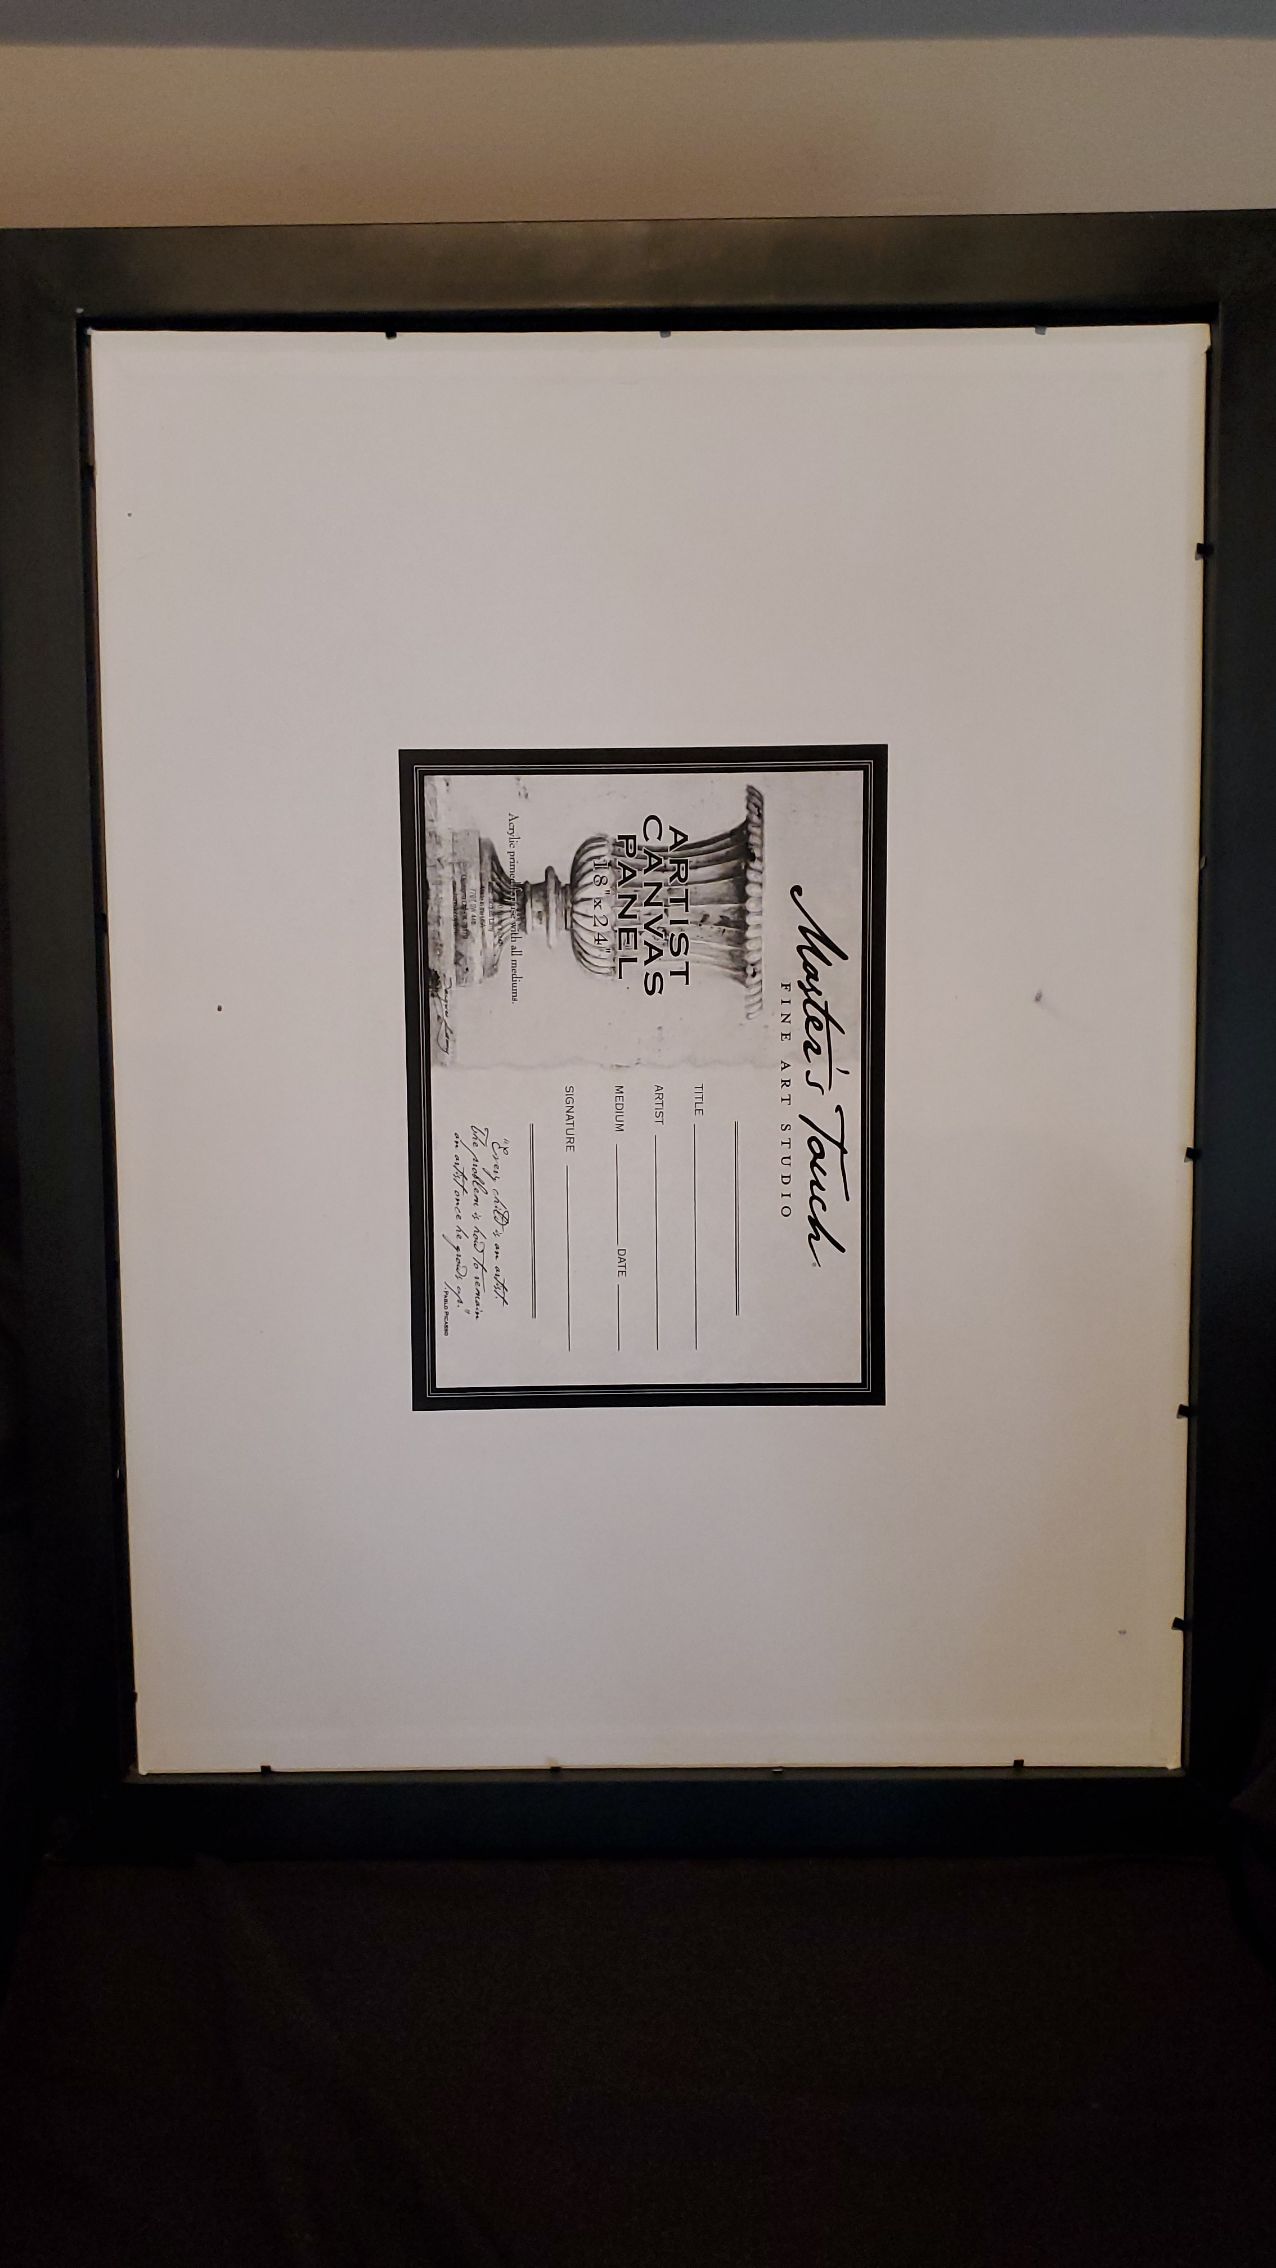 Master's Touch®
FINE ART STUDIO
ARTIST
CANVAS
PANEL
18"x24"
Acrylic primed use with all mediums.
TITLE
ARTIST
MEDIUM DATE
SIGNATURE
"Every child is an artist.
The problem is how to remain
an artist once he grows up."
- PABLO PICASSO